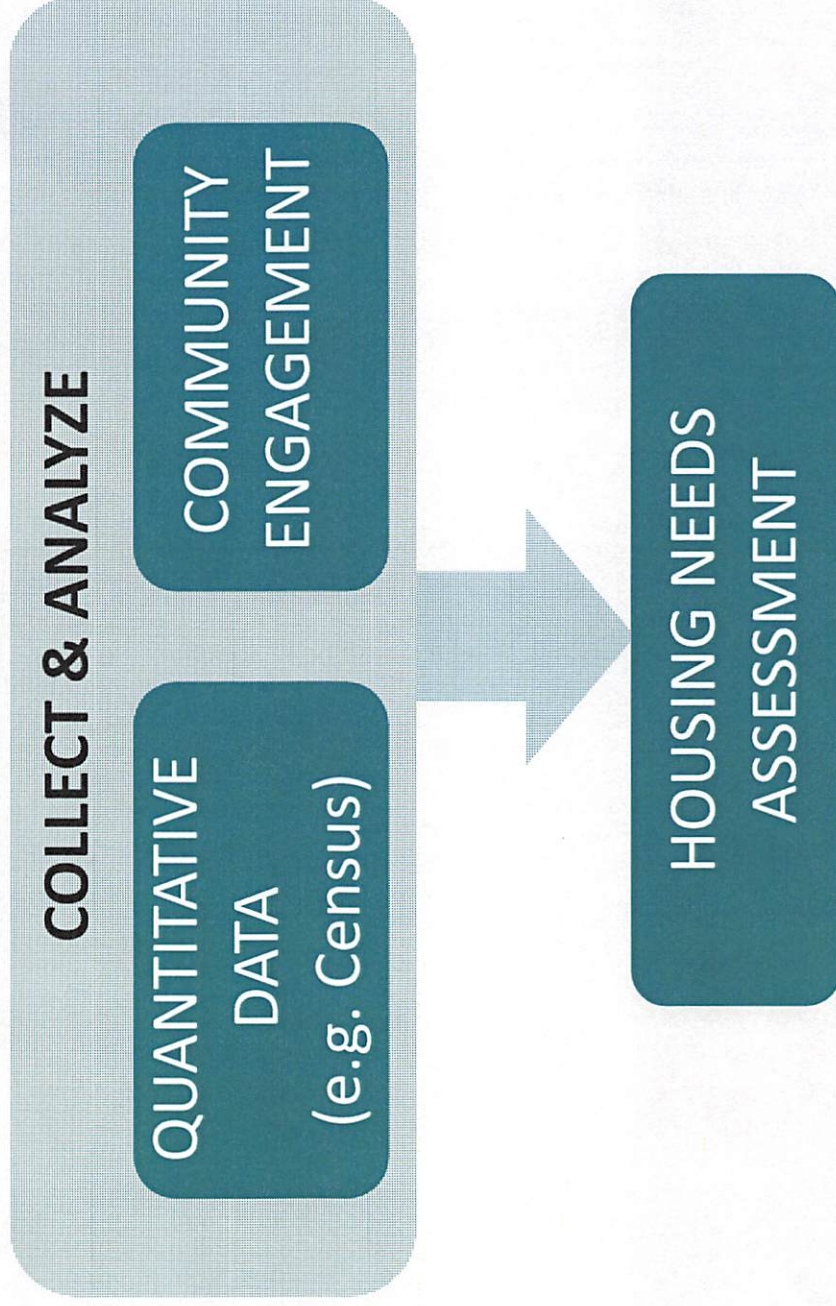 COLLECT & ANALYZE
QUANTITATIVE
DATA
(e.g. Census)
COMMUNITY
ENGAGEMENT
HOUSING NEEDS
ASSESSMENT